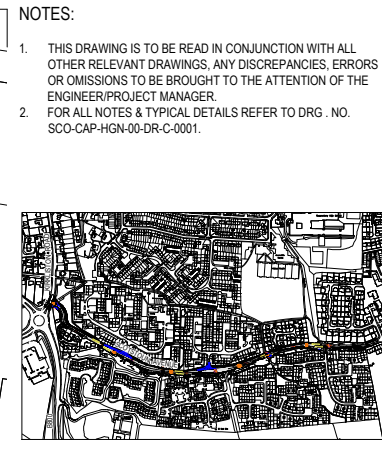 NOTES:
1. THIS DRAWING IS TO BE READ IN CONJUNCTION WITH ALL
OTHER RELEVANT DRAWINGS, ANY DISCREPANCIES, ERRORS
OR OMISSIONS TO BE BROUGHT TO THE ATTENTION OF THE
ENGINEER/PROJECT MANAGER.
2. FOR ALL NOTES & TYPICAL DETAILS REFER TO DRG . NO.
SCO-CAP-HGN-00-DR-C-0001.